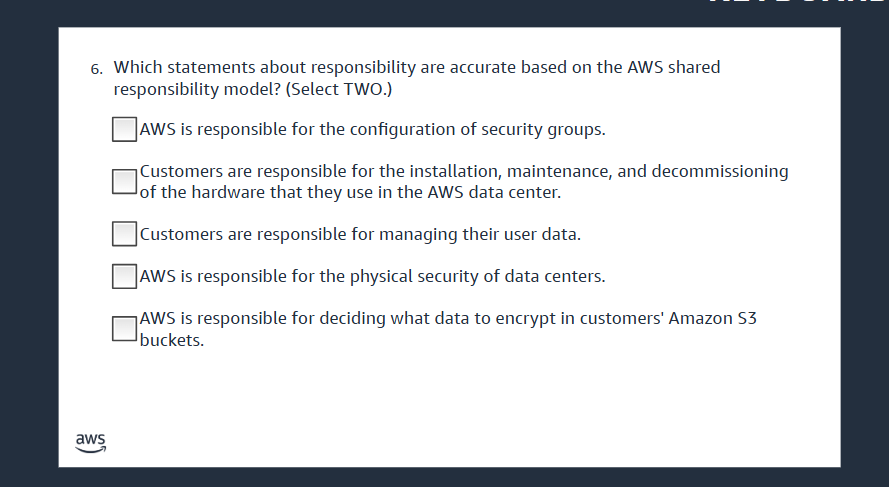 6. Which statements about responsibility are accurate based on the AWS shared
responsibility model? (Select TWO.)
AWS is responsible for the configuration of security groups.
Customers are responsible for the installation, maintenance, and decommissioning
of the hardware that they use in the AWS data center.
Customers are responsible for managing their user data.
AWS is responsible for the physical security of data centers.
AWS is responsible for deciding what data to encrypt in customers' Amazon S3
buckets.
aws